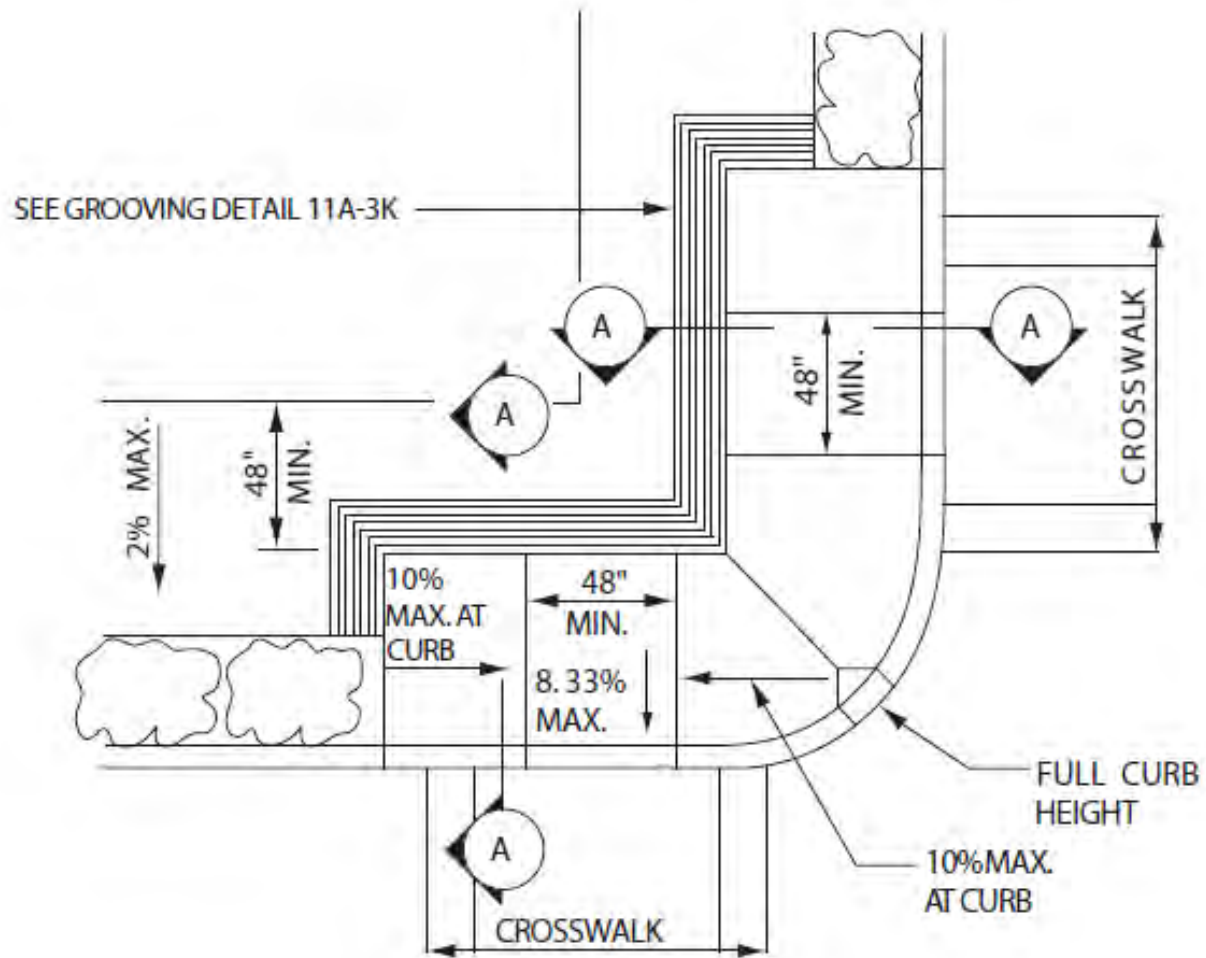 SEE GROOVING DETAIL 11A-3K
A
A
CROSSWALK
48"
MIN.
A
2% MAX.
48"
MIN.
10%
MAX. AT
CURB
48"
MIN.
8.33%
MAX.
FULL CURB
HEIGHT
10% MAX.
AT CURB
A
CROSSWALK